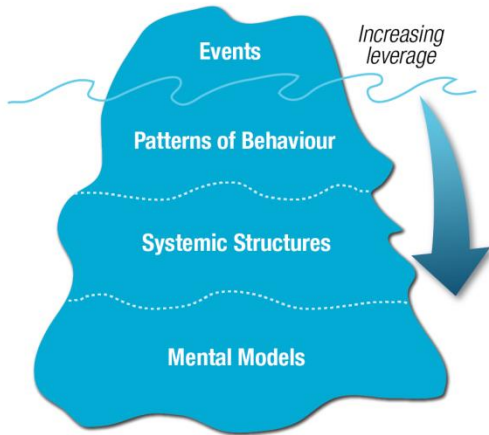 Events
Increasing
leverage
Patterns of Behaviour
Systemic Structures
Mental Models